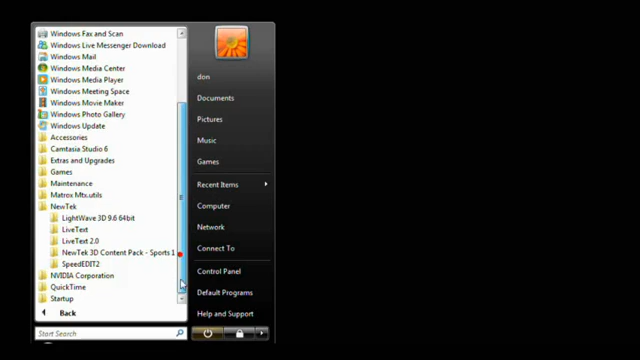 Windows Fax and Scan
Windows Live Messenger Download
Windows Mail
Windows Media Center
Windows Media Player
Windows Meeting Space
Windows Movie Maker
Windows Photo Gallery
Windows Update
Accessories
Camtasia Studio 6
Extras and Upgrades
Games
Maintenance
Matrox Mtx.utils
NewTek
LightWave 3D 9.6 64bit
LiveText
LiveText 2.0
NewTek 3D Content Pack - Sports 1
SpeedEDIT2
NVIDIA Corporation
QuickTime
Startup
Back
Start Search
don
Documents
Pictures
Music
Games
Recent Items
Computer
Network
Connect To
Control Panel
Default Programs
Help and Support